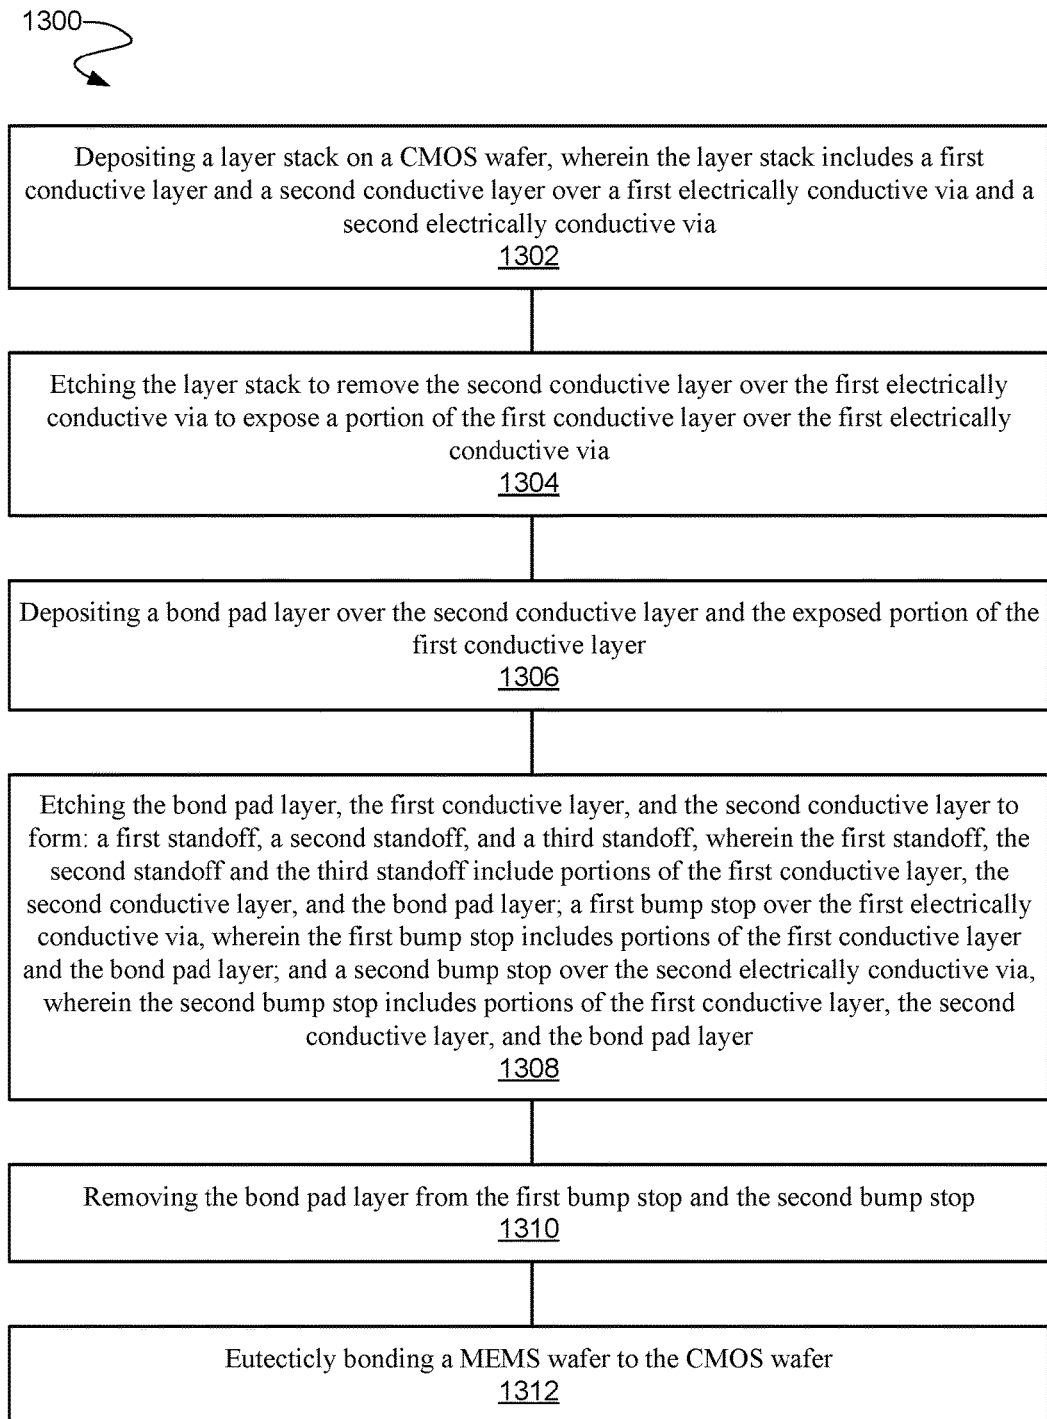 1300
Depositing a layer stack on a CMOS wafer, wherein the layer stack includes a first
conductive layer and a second conductive layer over a first electrically conductive via and a
second electrically conductive via
1302
Etching the layer stack to remove the second conductive layer over the first electrically
conductive via to expose a portion of the first conductive layer over the first electrically
conductive via
1304
Depositing a bond pad layer over the second conductive layer and the exposed portion of the
first conductive layer
1306
Etching the bond pad layer, the first conductive layer, and the second conductive layer to
form: a first standoff, a second standoff, and a third standoff, wherein the first standoff, the
second standoff and the third standoff include portions of the first conductive layer, the
second conductive layer, and the bond pad layer; a first bump stop over the first electrically
conductive via, wherein the first bump stop includes portions of the first conductive layer
and the bond pad layer; and a second bump stop over the second electrically conductive via,
wherein the second bump stop includes portions of the first conductive layer, the second
conductive layer, and the bond pad layer
1308
Removing the bond pad layer from the first bump stop and the second bump stop
1310
Eutecticly bonding a MEMS wafer to the CMOS wafer
1312